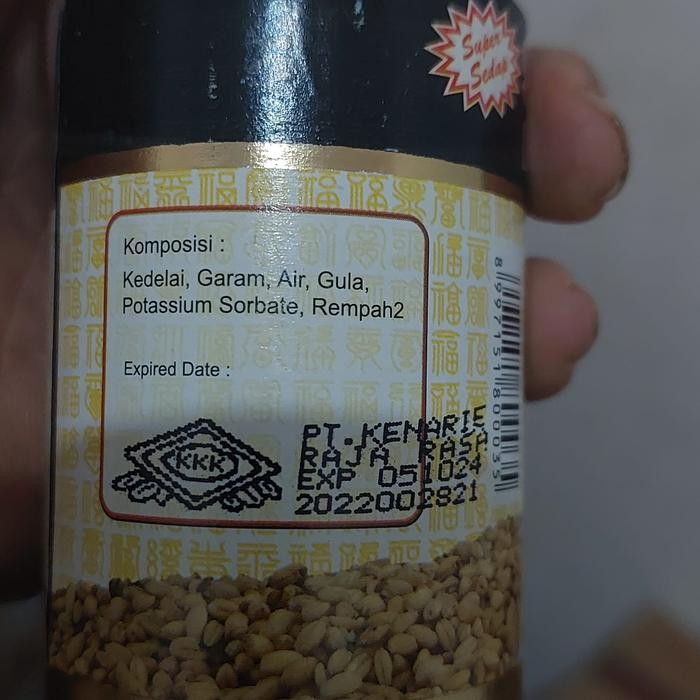 Super
Sedap
Komposisi :
Kedelai, Garam, Air, Gula,
Potassium Sorbate, Rempah2
Expired Date :
KKK
PT.KENARIE
RAJA RASA
EXP 051024
2022002821
8997151800035